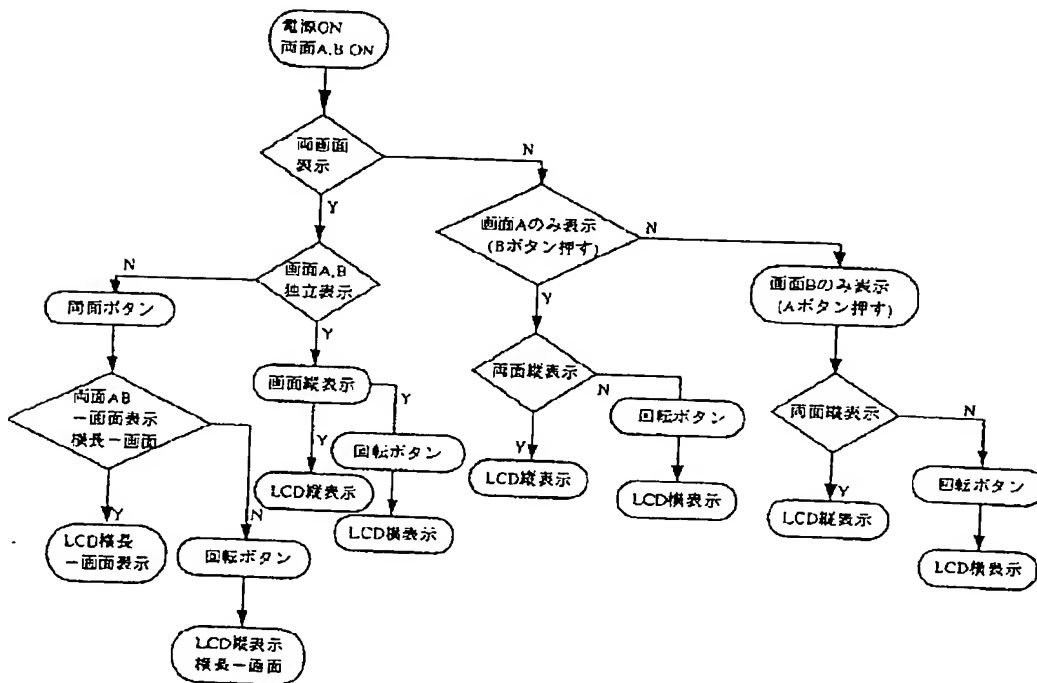 電源ON
両面A,B ON
両画面
表示
N
Y
画面Aのみ表示
(Bボタン押す)
N
Y
画面A,B
独立表示
N
Y
画面Bのみ表示
(Aボタン押す)
両面ボタン
画面縦表示
Y
Y
両面縦表示
N
Y
回転ボタン
両面縦表示
N
Y
両面AB
一画面表示
横長一画面
Y
N
回転ボタン
LCD縦表示
LCD縦表示
LCD横表示
回転ボタン
LCD縦表示
LCD横表示
LCD横長
一画面表示
回転ボタン
LCD横表示
LCD縦表示
横長一画面